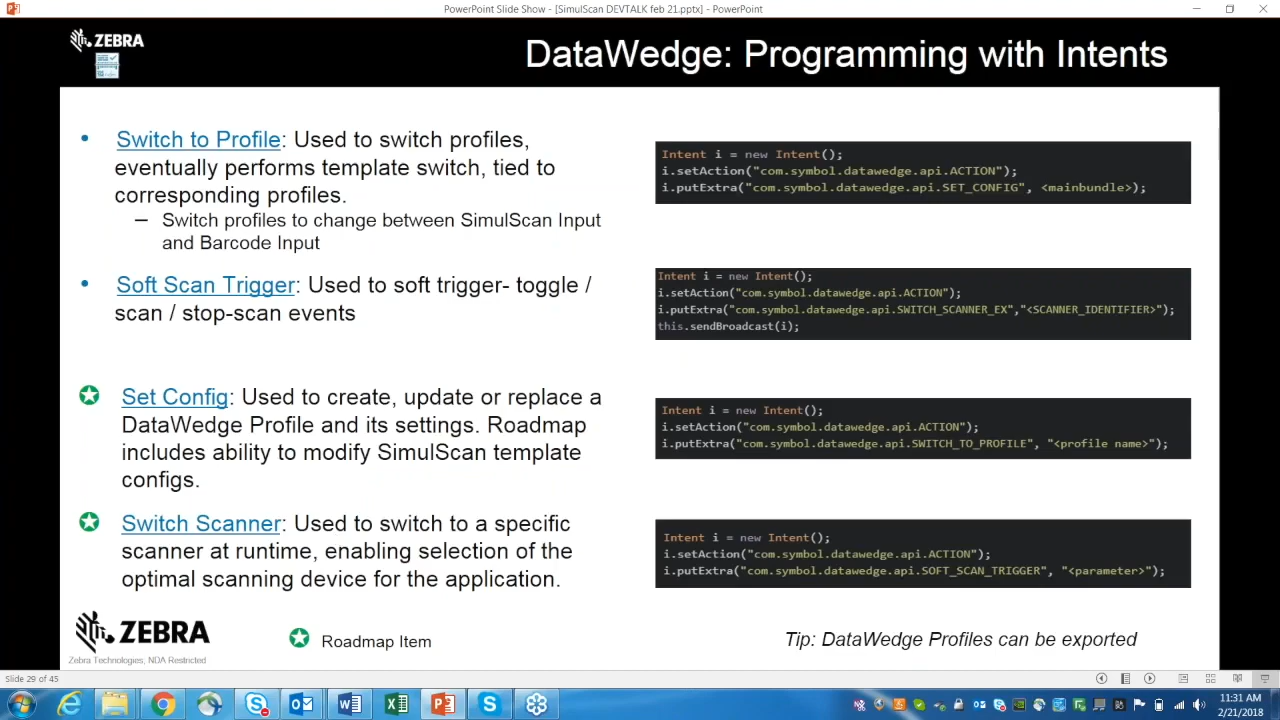 PowerPoint Slide Show - [SimulScan DEVTALK feb 21.pptx] - PowerPoint
ZEBRA
DataWedge: Programming with Intents
• Switch to Profile: Used to switch profiles,
eventually performs template switch, tied to
corresponding profiles.
– Switch profiles to change between SimulScan Input
and Barcode Input
Intent i = new Intent();
i.setAction("com.symbol.datawedge.api.ACTION");
i.putExtra("com.symbol.datawedge.api.SET_CONFIG", <mainbundle>);
• Soft Scan Trigger: Used to soft trigger- toggle /
scan / stop-scan events
Intent i = new Intent();
i.setAction("com.symbol.datawedge.api.ACTION");
i.putExtra("com.symbol.datawedge.api.SWITCH_SCANNER_EX","<SCANNER_IDENTIFIER>");
this.sendBroadcast(i);
Set Config: Used to create, update or replace a
DataWedge Profile and its settings. Roadmap
includes ability to modify SimulScan template
configs.
Intent i = new Intent();
i.setAction("com.symbol.datawedge.api.ACTION");
i.putExtra("com.symbol.datawedge.api.SWITCH_TO_PROFILE", "<profile name>");
Switch Scanner: Used to switch to a specific
scanner at runtime, enabling selection of the
optimal scanning device for the application.
Intent i = new Intent();
i.setAction("com.symbol.datawedge.api.ACTION");
i.putExtra("com.symbol.datawedge.api.SOFT_SCAN_TRIGGER", "<parameter>");
ZEBRA
Zebra Technologies, NDA Restricted
Roadmap Item
Tip: DataWedge Profiles can be exported
Slide 29 of 45
11:31 AM
2/21/2018